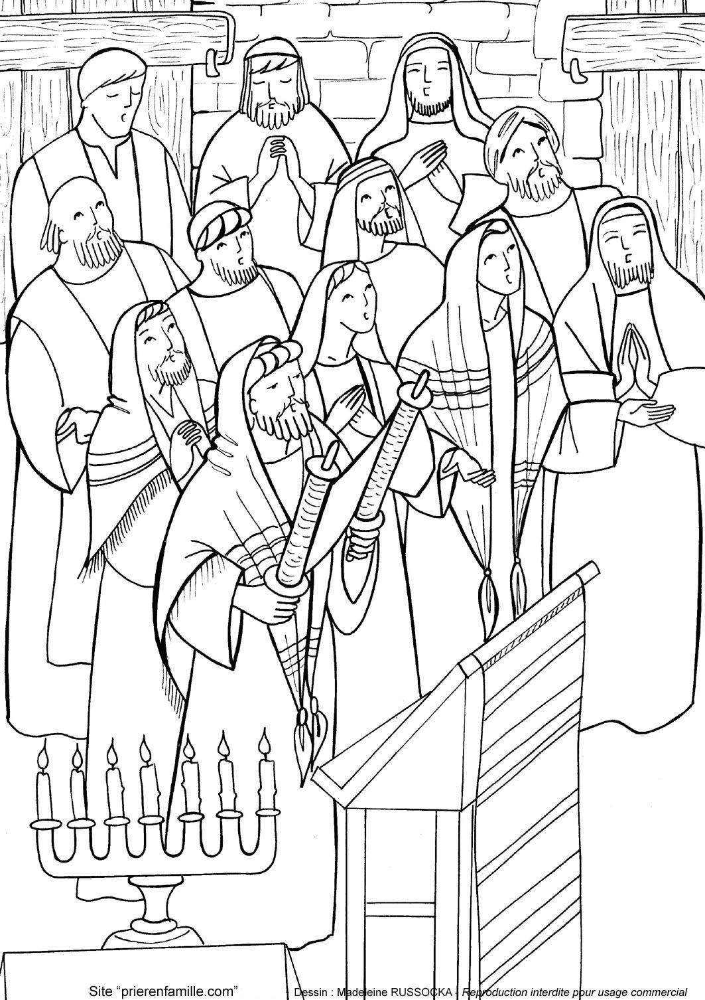 Site “prierenfamille.com” - Dessin : Madeleine RUSSOCKA - Reproduction interdite pour usage commercial